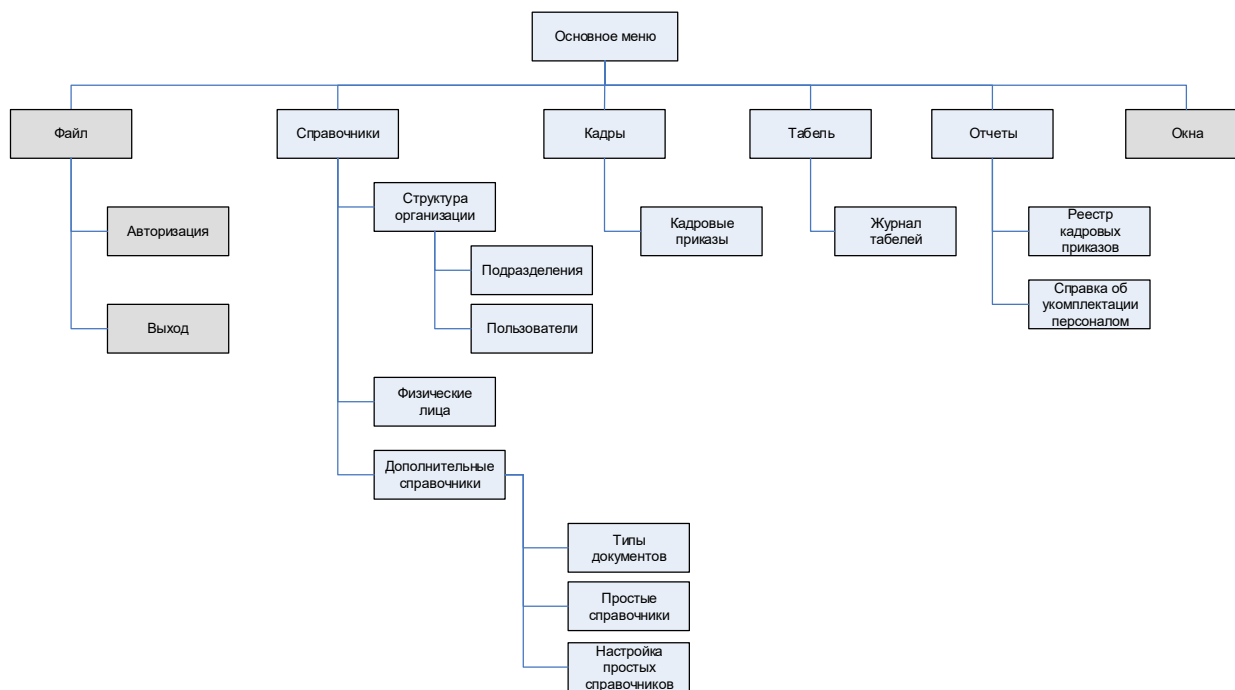 Основное меню
Файл
Справочники
Кадры
Табель
Отчеты
Окна
Структура
организации
Кадровые
приказы
Журнал
табелей
Реестр
кадровых
приказов
Авторизация
Подразделения
Справка об
укомплектации
персоналом
Выход
Пользователи
Физические
лица
Дополнительные
справочники
Типы
документов
Простые
справочники
Настройка
простых
справочников